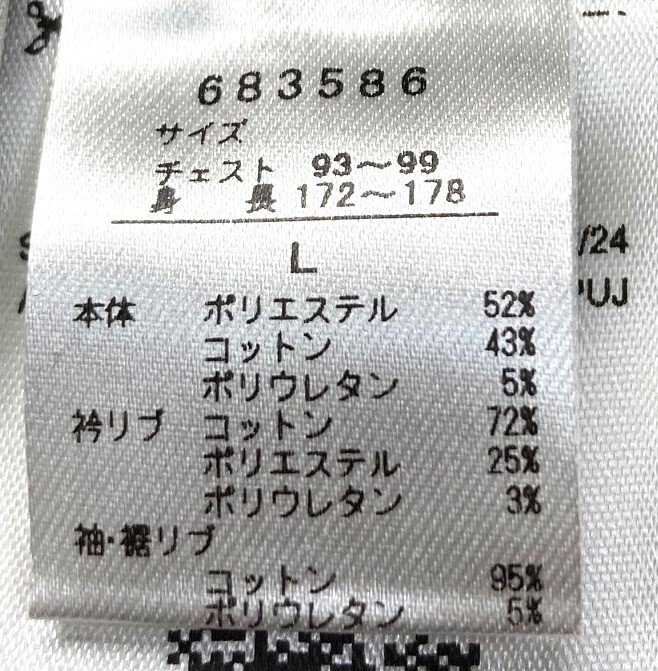 683586
サイズ
チェスト 93〜99
身 長 172〜178
L
/24
UJ
本体 ポリエステル 52%
コットン 43%
ポリウレタン 5%
衿リブ コットン 72%
ポリエステル 25%
ポリウレタン 3%
袖・裾リブ
コットン 95%
ポリウレタン 5%